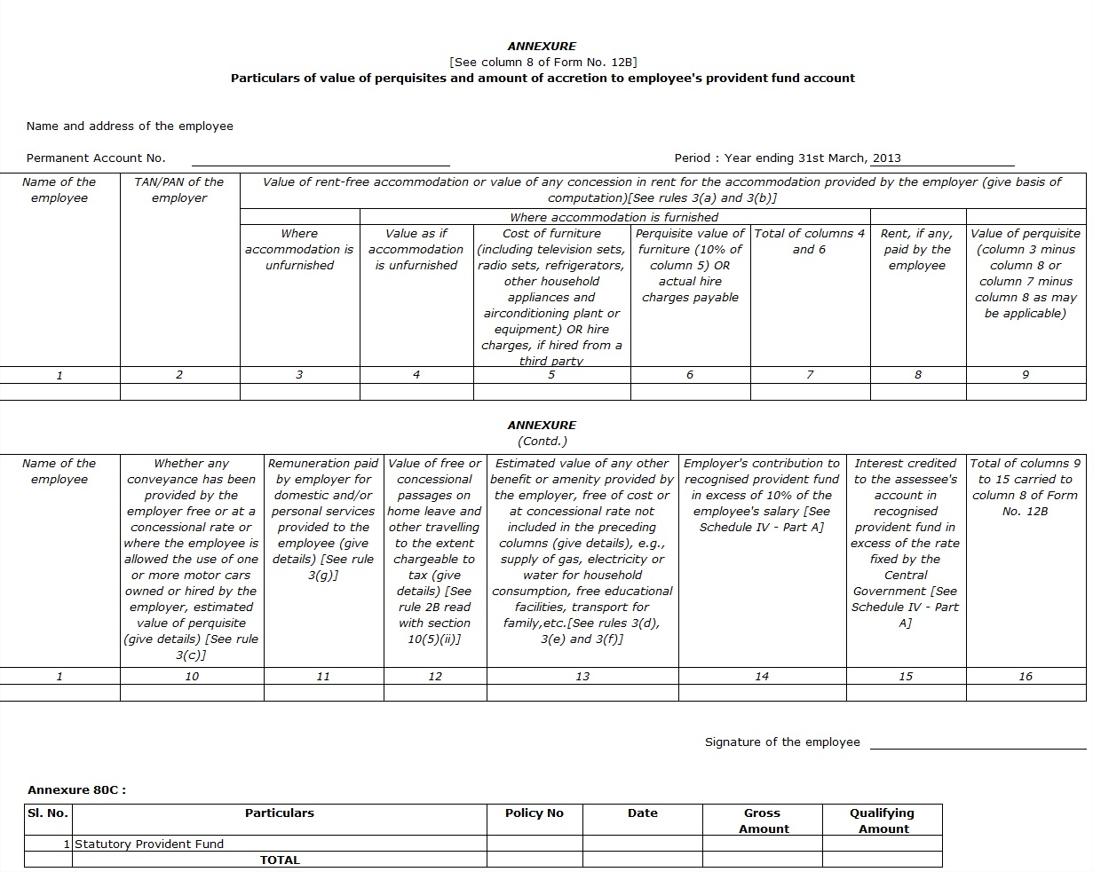 ANNEXURE
[See column 8 of Form No. 12B]
Particulars of value of perquisites and amount of accretion to employee's provident fund account
Name and address of the employee
Permanent Account No.
Period : Year ending 31st March, 2013
Name of the
employee
TAN/PAN of the
employer
Value of rent-free accommodation or value of any concession in rent for the accommodation provided by the employer (give basis of
computation)[See rules 3(a) and 3(b)]
Where accommodation is furnished
Where
accommodation is
unfurnished
Value as if
accommodation
is unfurnished
Cost of furniture
(including television sets,
radio sets, refrigerators,
other household
appliances and
airconditioning plant or
equipment) OR hire
charges, if hired from a
third party
Perquisite value of
furniture (10% of
column 5) OR
actual hire
charges payable
Total of columns 4
and 6
Rent, if any,
paid by the
employee
Value of perquisite
(column 3 minus
column 8 or
column 7 minus
column 8 as may
be applicable)
1 2 3 4 5 6 7 8 9
ANNEXURE
(Contd.)
Name of the
employee
Whether any
conveyance has been
provided by the
employer free or at a
concessional rate or
where the employee is
allowed the use of one
or more motor cars
owned or hired by the
employer, estimated
value of perquisite
(give details) [See rule
3(c)]
Remuneration paid
by employer for
domestic and/or
personal services
provided to the
employee (give
details) [See rule
3(g)]
Value of free or
concessional
passages on
home leave and
other travelling
to the extent
chargeable to
tax (give
details) [See
rule 2B read
with section
10(5)(ii)]
Estimated value of any other
benefit or amenity provided by
the employer, free of cost or
at concessional rate not
included in the preceding
columns (give details), e.g.,
supply of gas, electricity or
water for household
consumption, free educational
facilities, transport for
family,etc.[See rules 3(d),
3(e) and 3(f)]
Employer's contribution to
recognised provident fund
in excess of 10% of the
employee's salary [See
Schedule IV - Part A]
Interest credited
to the assessee's
account in
recognised
provident fund in
excess of the rate
fixed by the
Central
Government [See
Schedule IV - Part
A]
Total of columns 9
to 15 carried to
column 8 of Form
No. 12B
1 10 11 12 13 14 15 16
Signature of the employee
Annexure 80C :
Sl. No. Particulars Policy No Date Gross
Amount Qualifying
Amount
1 Statutory Provident Fund
TOTAL